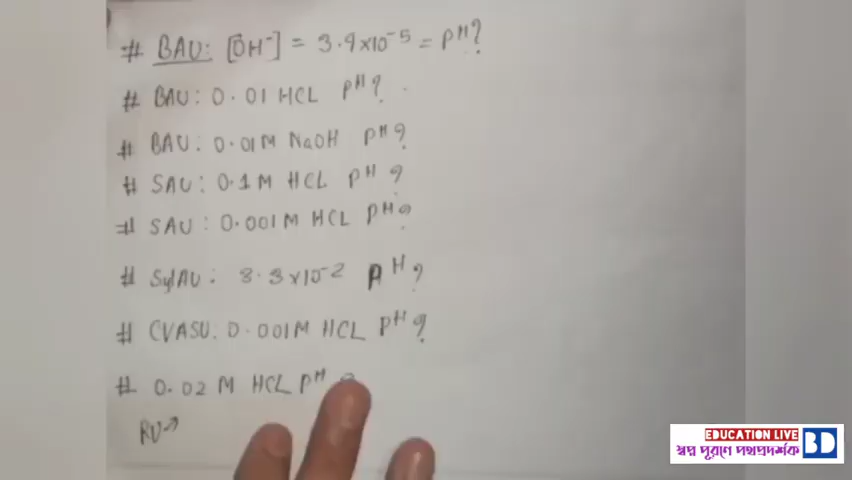 # BAU: [OH⁻] = 3.9×10⁻⁵ = pᴴ?
# BAU: 0.01 HCL pᴴ?
# BAU: 0.01M NaOH pᴴ?
# SAU: 0.1M HCL pᴴ?
# SAU: 0.001M HCL pᴴ?
# SylAU: 8.3×10⁻² pᴴ?
# CVASU. 0.001M HCL pᴴ?
# 0.02 M HCL pᴴ ?
RU→
EDUCATION LIVE
স্বপ্ন পূরণে পথপ্রদর্শক BD